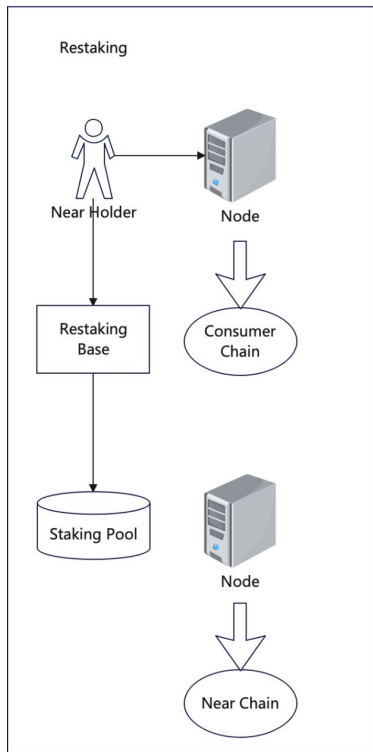 Restaking
Near Holder
Node
Restaking
Base
Consumer
Chain
Staking Pool
Node
Near Chain